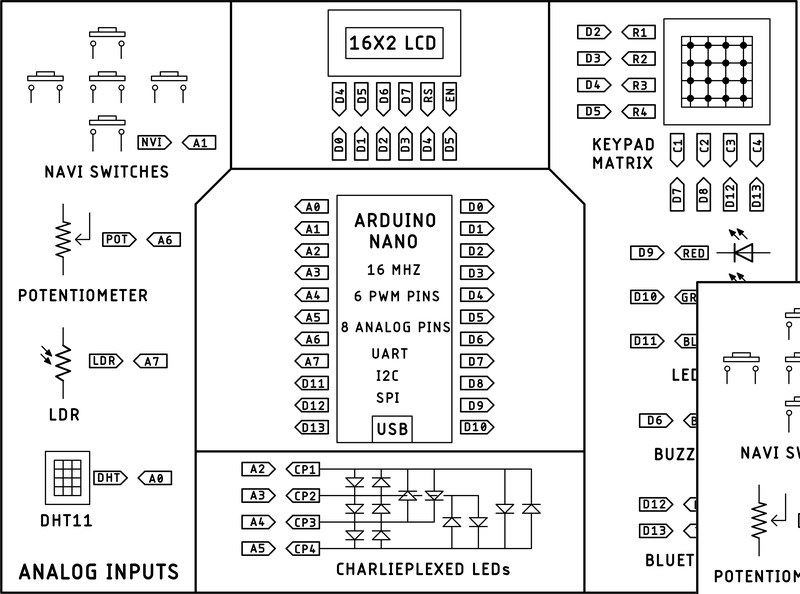 NVI A1
NAVI SWITCHES
POT A6
POTENTIOMETER
LDR A7
LDR
DHT A0
DHT11
ANALOG INPUTS
16X2 LCD
D4 D5 D6 D7 RS EN
D0 D1 D2 D3 D4 D5
A0
A1
A2
A3
A4
A5
A6
A7
D11
D12
D13
ARDUINO
NANO
16 MHZ
6 PWM PINS
8 ANALOG PINS
UART
I2C
SPI
USB
D0
D1
D2
D3
D4
D5
D6
D7
D8
D9
D10
A2 CP1
A3 CP2
A4 CP3
A5 CP4
CHARLIEPLEXED LEDs
D2 R1
D3 R2
D4 R3
D5 R4
KEYPAD
MATRIX
C1 C2 C3 C4
D7 D8 D12 D13
D9 RED
D10 GR
D11 BL
LED
D6 B
BUZZ
D12
D13
BLUET
NAVI SW
POTENTIOM